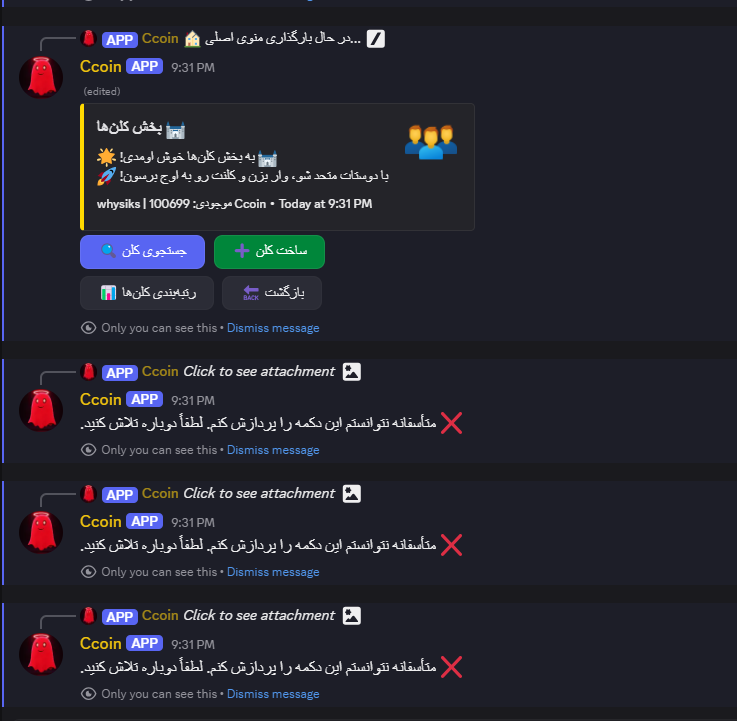 APP Ccoin 🏠 در حال بارگذاری منوی اصلی...
Ccoin APP 9:31 PM
(edited)
🏰 بخش کلن‌ها
🏰 به بخش کلن‌ها خوش اومدی! 🌟
با دوستات متحد شو، وار بزن و کلنت رو به اوج برسون! 🚀
whysiks | موجودی: 100699 Ccoin • Today at 9:31 PM
جستجوی کلن 🔍
ساخت کلن ➕
رتبه‌بندی کلن‌ها 📊
بازگشت 🔙
Only you can see this • Dismiss message
APP Ccoin Click to see attachment
Ccoin APP 9:31 PM
❌ متأسفانه نتوانستم این دکمه را پردازش کنم. لطفاً دوباره تلاش کنید.
Only you can see this • Dismiss message
APP Ccoin Click to see attachment
Ccoin APP 9:31 PM
❌ متأسفانه نتوانستم این دکمه را پردازش کنم. لطفاً دوباره تلاش کنید.
Only you can see this • Dismiss message
APP Ccoin Click to see attachment
Ccoin APP 9:31 PM
❌ متأسفانه نتوانستم این دکمه را پردازش کنم. لطفاً دوباره تلاش کنید.
Only you can see this • Dismiss message